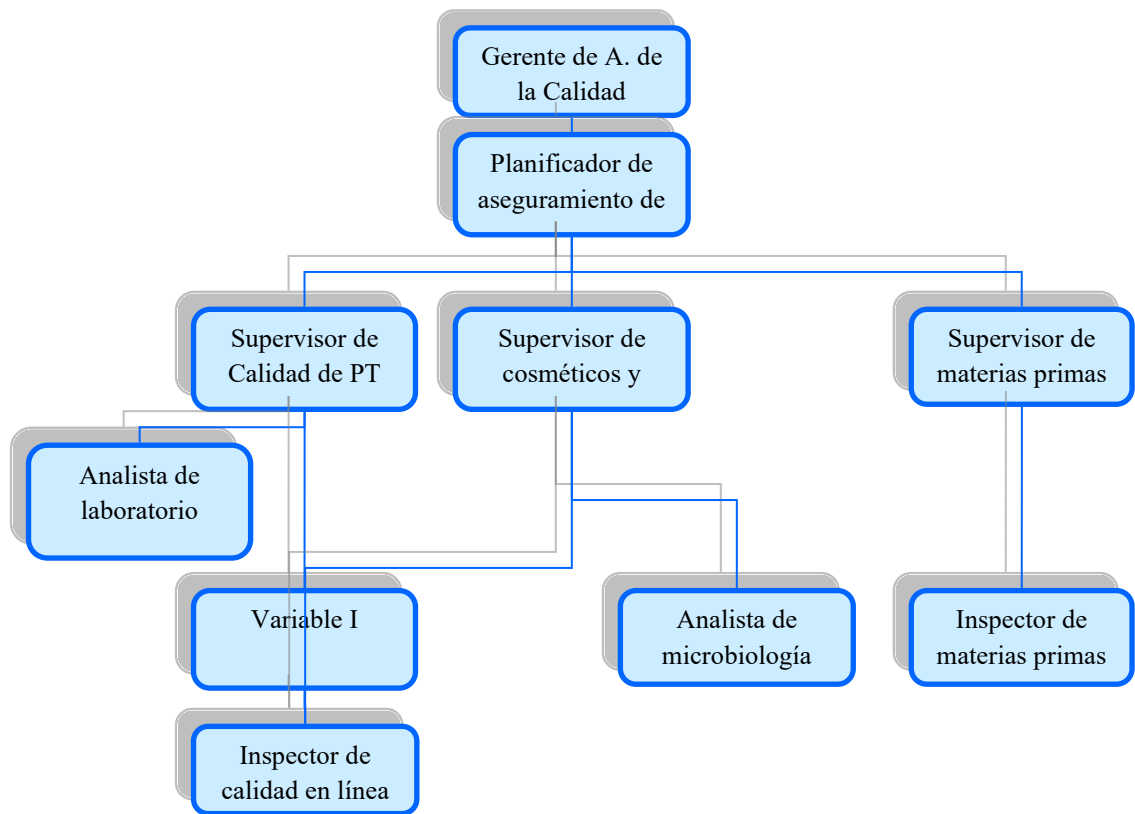 Gerente de A. de
la Calidad
Planificador de
aseguramiento de
Supervisor de
Calidad de PT
Supervisor de
cosméticos y
Supervisor de
materias primas
Analista de
laboratorio
Variable I
Analista de
microbiología
Inspector de
materias primas
Inspector de
calidad en línea